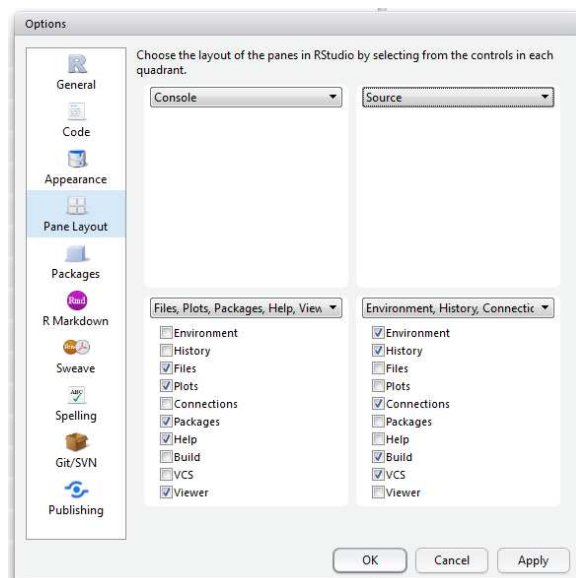 Options
Choose the layout of the panes in RStudio by selecting from the controls in each
quadrant.
R
General
Code
Appearance
Pane Layout
Packages
Rmd
R Markdown
Sweave
ABC
Spelling
Git/SVN
Publishing
Console
Source
Files, Plots, Packages, Help, View
Environment
History
Files
Plots
Connections
Packages
Help
Build
VCS
Viewer
Environment, History, Connectic
Environment
History
Files
Plots
Connections
Packages
Help
Build
VCS
Viewer
OK
Cancel
Apply